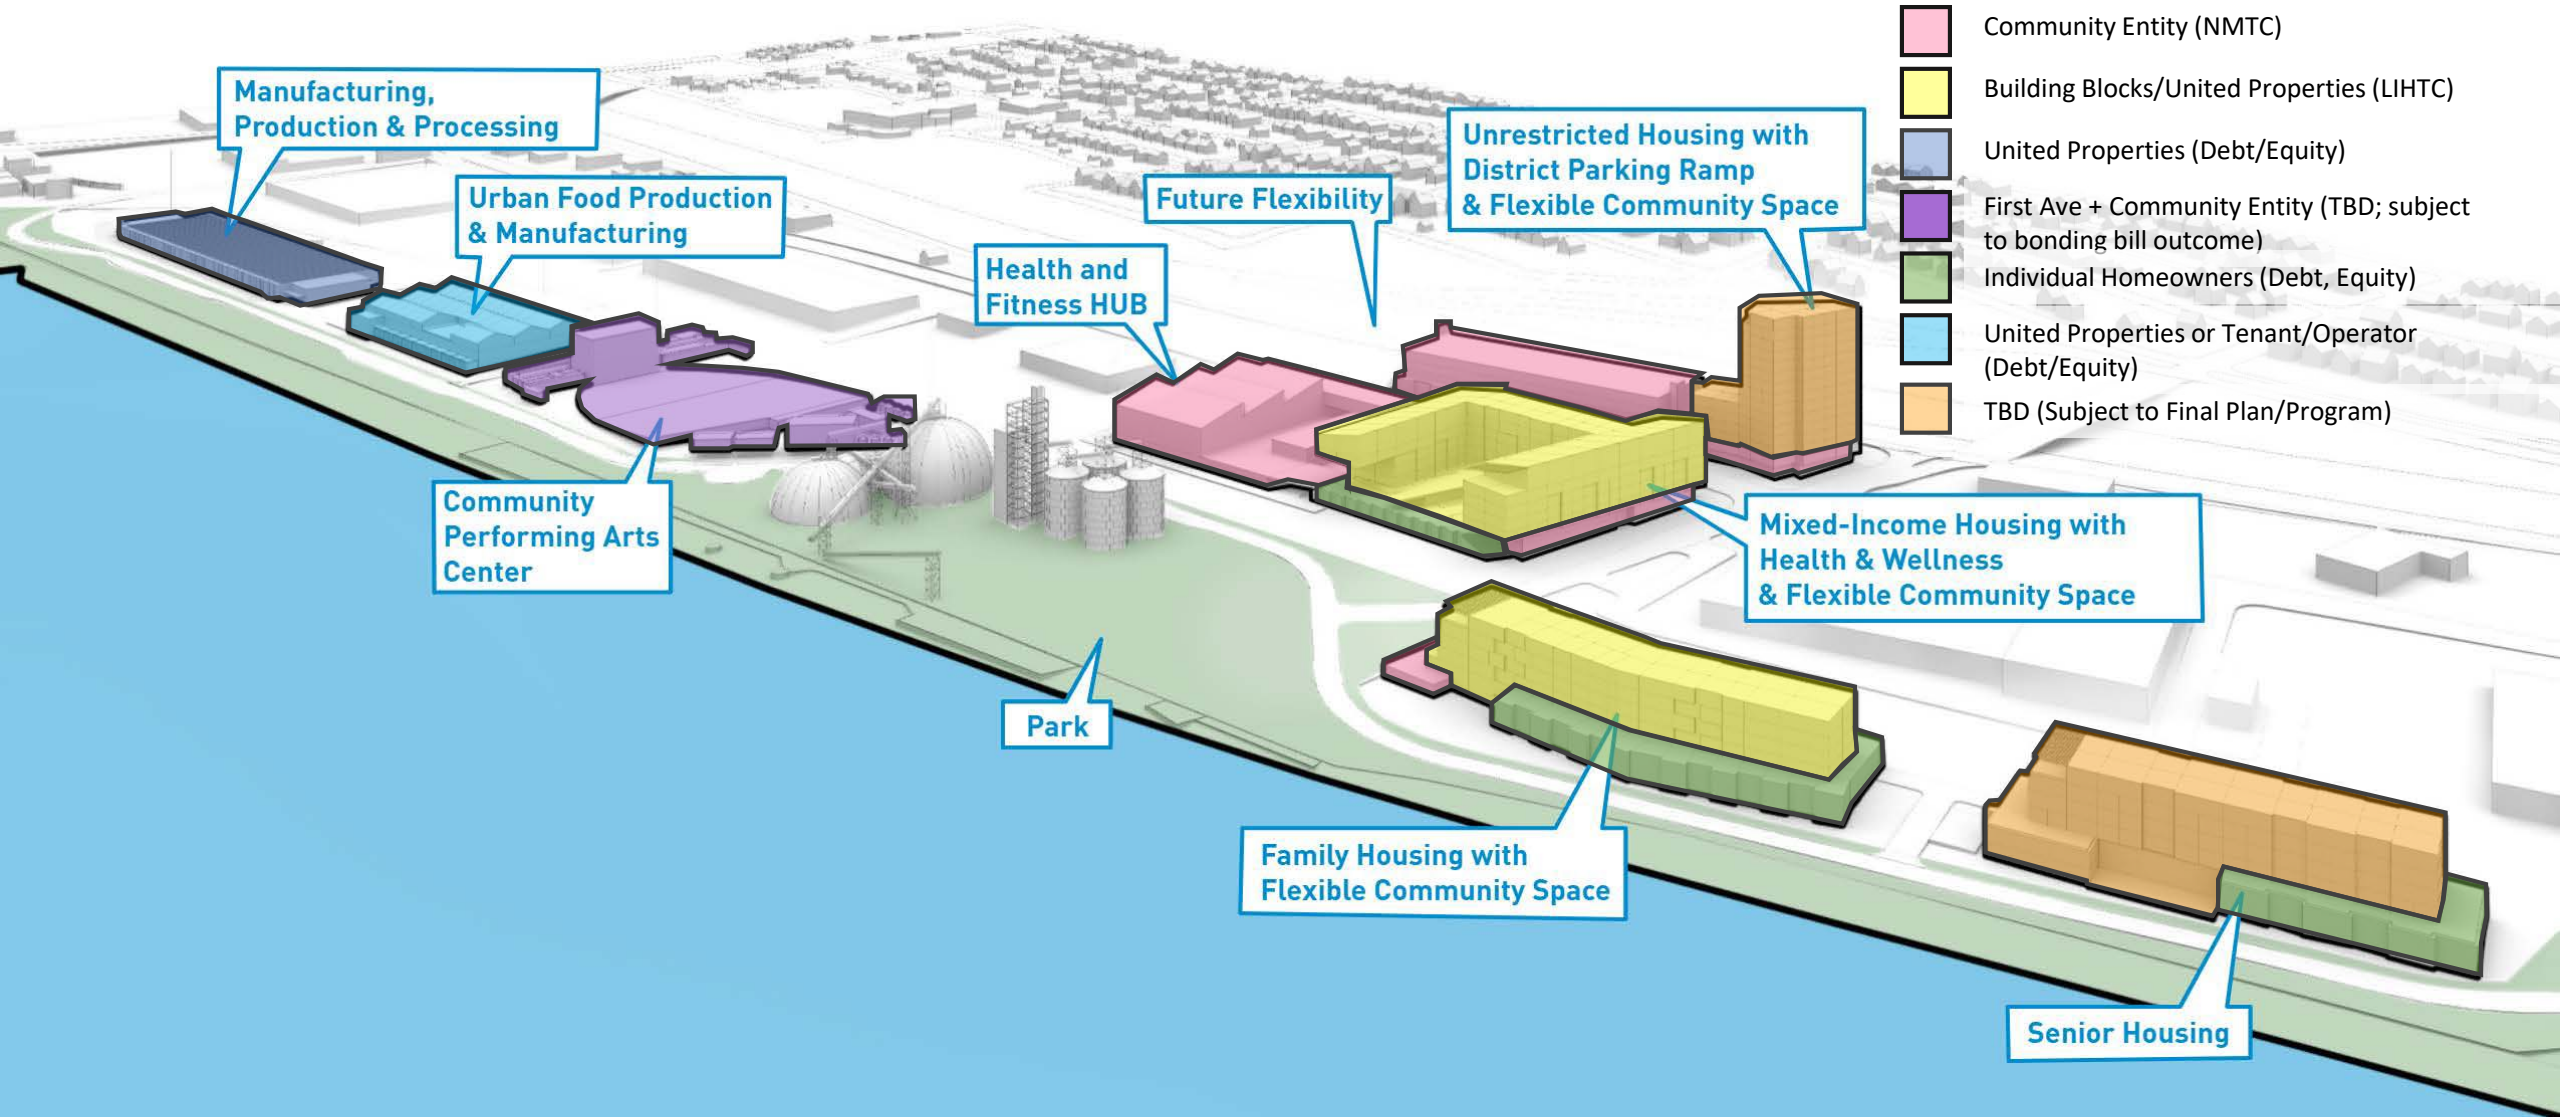 Community Entity (NMTC)
Building Blocks/United Properties (LIHTC)
United Properties (Debt/Equity)
First Ave + Community Entity (TBD; subject
to bonding bill outcome)
Individual Homeowners (Debt, Equity)
United Properties or Tenant/Operator
(Debt/Equity)
TBD (Subject to Final Plan/Program)
Manufacturing,
Production & Processing
Urban Food Production
& Manufacturing
Community
Performing Arts
Center
Health and
Fitness HUB
Future Flexibility
Unrestricted Housing with
District Parking Ramp
& Flexible Community Space
Mixed-Income Housing with
Health & Wellness
& Flexible Community Space
Park
Family Housing with
Flexible Community Space
Senior Housing